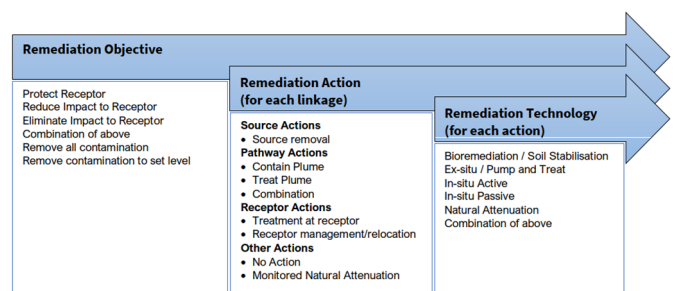 Remediation Objective
Protect Receptor
Reduce Impact to Receptor
Eliminate Impact to Receptor
Combination of above
Remove all contamination
Remove contamination to set level
Remediation Action
(for each linkage)
Source Actions
• Source removal
Pathway Actions
• Contain Plume
• Treat Plume
• Combination
Receptor Actions
• Treatment at receptor
• Receptor management/relocation
Other Actions
• No Action
• Monitored Natural Attenuation
Remediation Technology
(for each action)
Bioremediation / Soil Stabilisation
Ex-situ / Pump and Treat
In-situ Active
In-situ Passive
Natural Attenuation
Combination of above